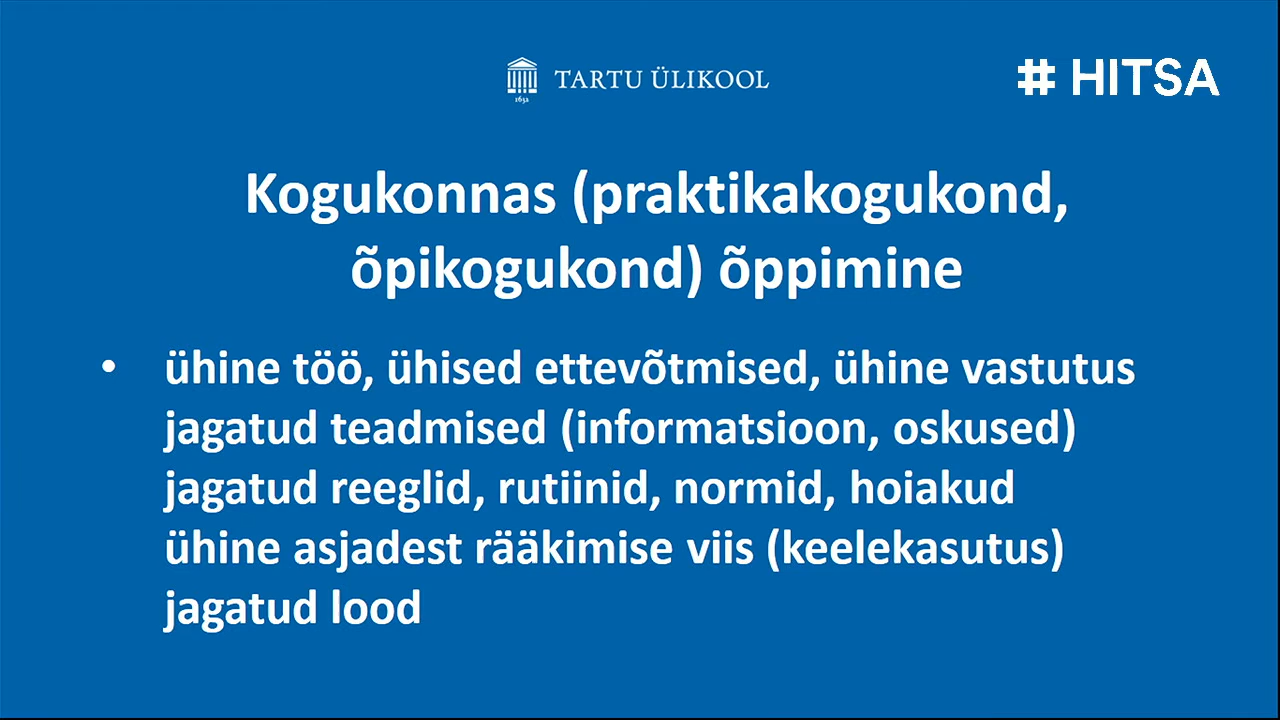 TARTU ÜLIKOOL
1632
# HITSA
Kogukonnas (praktikakogukond,
õpikogukond) õppimine
• ühine töö, ühised ettevõtmised, ühine vastutus
jagatud teadmised (informatsioon, oskused)
jagatud reeglid, rutiinid, normid, hoiakud
ühine asjadest rääkimise viis (keelekasutus)
jagatud lood